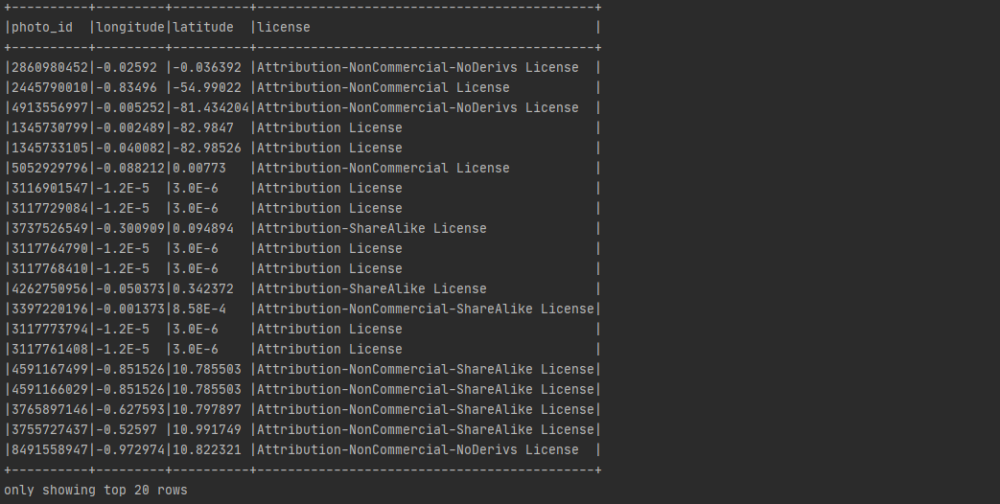 +----------+---------+----------+--------------------------------------------+
|photo_id  |longitude|latitude  |license                                     |
+----------+---------+----------+--------------------------------------------+
|2860980452|-0.02592 |-0.036392 |Attribution-NonCommercial-NoDerivs License  |
|2445790010|-0.83496 |-54.99022 |Attribution-NonCommercial License           |
|4913556997|-0.005252|-81.434204|Attribution-NonCommercial-NoDerivs License  |
|1345730799|-0.002489|-82.9847  |Attribution License                         |
|1345733105|-0.040082|-82.98526 |Attribution License                         |
|5052929796|-0.088212|0.00773   |Attribution-NonCommercial License           |
|3116901547|-1.2E-5  |3.0E-6    |Attribution License                         |
|3117729084|-1.2E-5  |3.0E-6    |Attribution License                         |
|3737526549|-0.300909|0.094894  |Attribution-ShareAlike License              |
|3117764790|-1.2E-5  |3.0E-6    |Attribution License                         |
|3117768410|-1.2E-5  |3.0E-6    |Attribution License                         |
|4262750956|-0.050373|0.342372  |Attribution-ShareAlike License              |
|3397220196|-0.001373|8.58E-4   |Attribution-NonCommercial-ShareAlike License|
|3117773794|-1.2E-5  |3.0E-6    |Attribution License                         |
|3117761408|-1.2E-5  |3.0E-6    |Attribution License                         |
|4591167499|-0.851526|10.785503 |Attribution-NonCommercial-ShareAlike License|
|4591166029|-0.851526|10.785503 |Attribution-NonCommercial-ShareAlike License|
|3765897146|-0.627593|10.797897 |Attribution-NonCommercial-ShareAlike License|
|3755727437|-0.52597 |10.991749 |Attribution-NonCommercial-ShareAlike License|
|8491558947|-0.972974|10.822321 |Attribution-NonCommercial-NoDerivs License  |
+----------+---------+----------+--------------------------------------------+
only showing top 20 rows